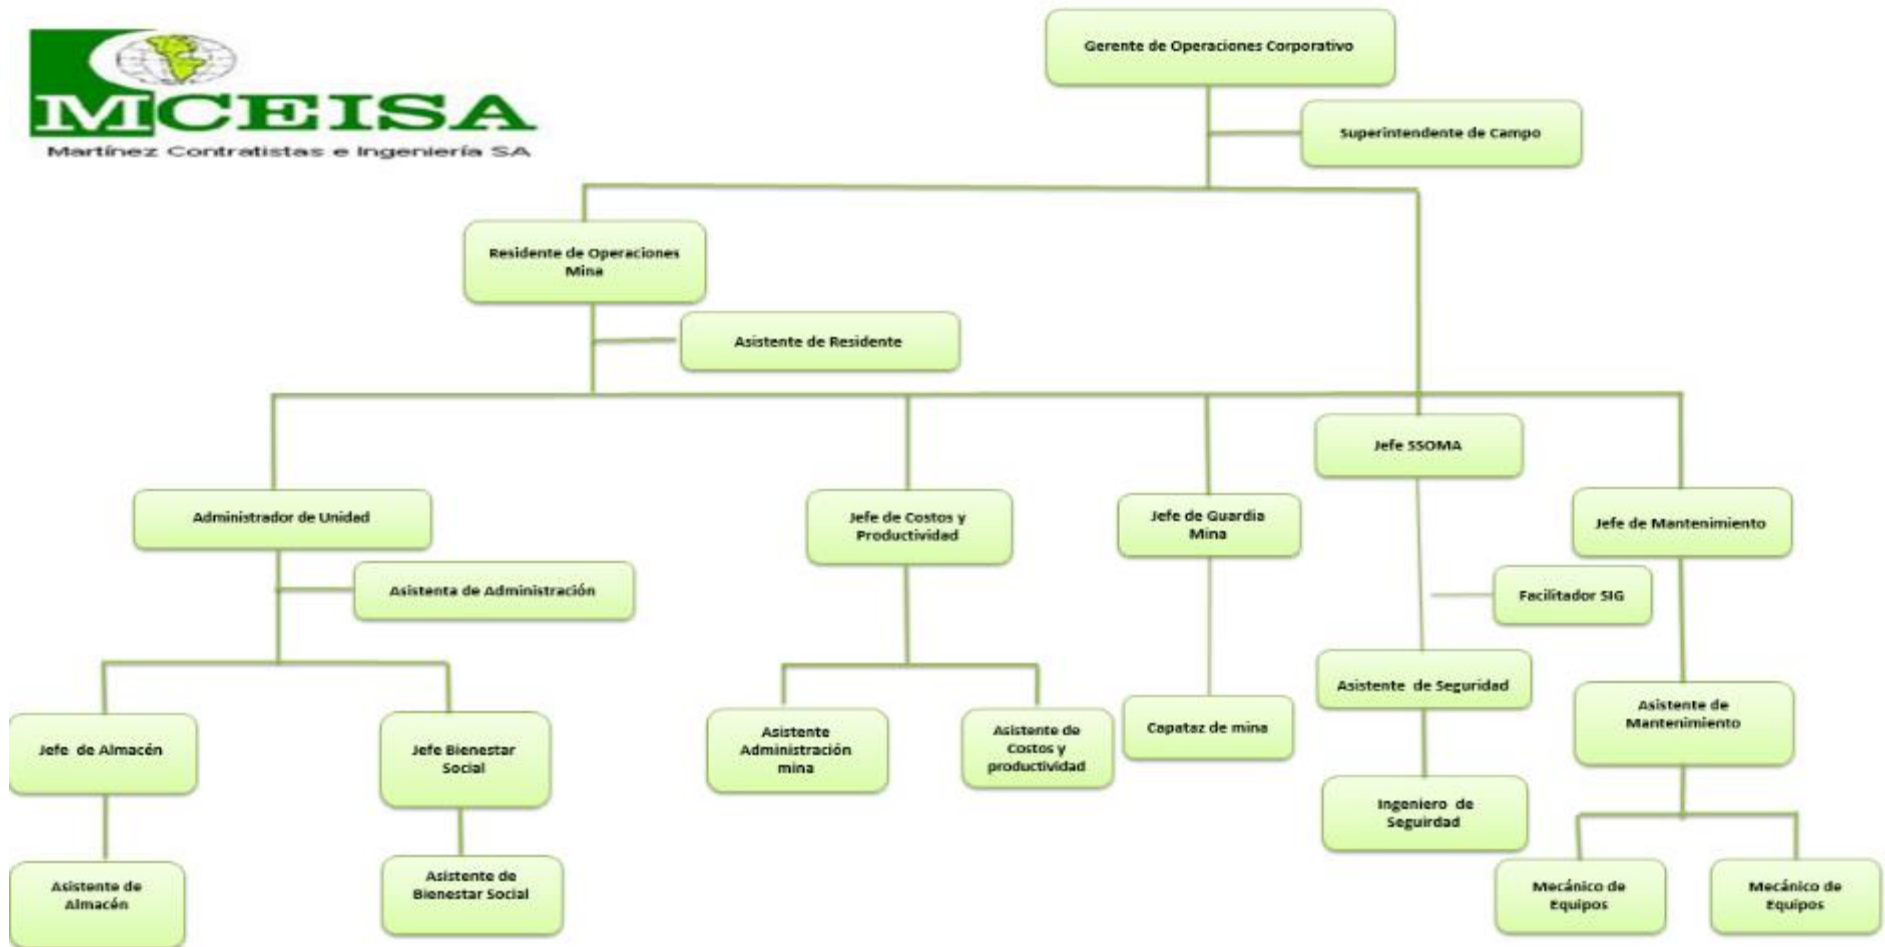 MCEISA
Martínez Contratistas e Ingeniería SA
Gerente de Operaciones Corporativo
Superintendente de Campo
Residente de Operaciones
Mina
Asistente de Residente
Jefe SSOMA
Administrador de Unidad
Jefe de Costos y
Productividad
Jefe de Guardia
Mina
Jefe de Mantenimiento
Asistenta de Administración
Facilitador SIG
Asistente de Seguridad
Asistente de
Mantenimiento
Jefe de Almacén
Jefe Bienestar
Social
Asistente
Administración
mina
Asistente de
Costos y
productividad
Capataz de mina
Ingeniero de
Seguirdad
Asistente de
Almacén
Asistente de
Bienestar Social
Mecánico de
Equipos
Mecánico de
Equipos